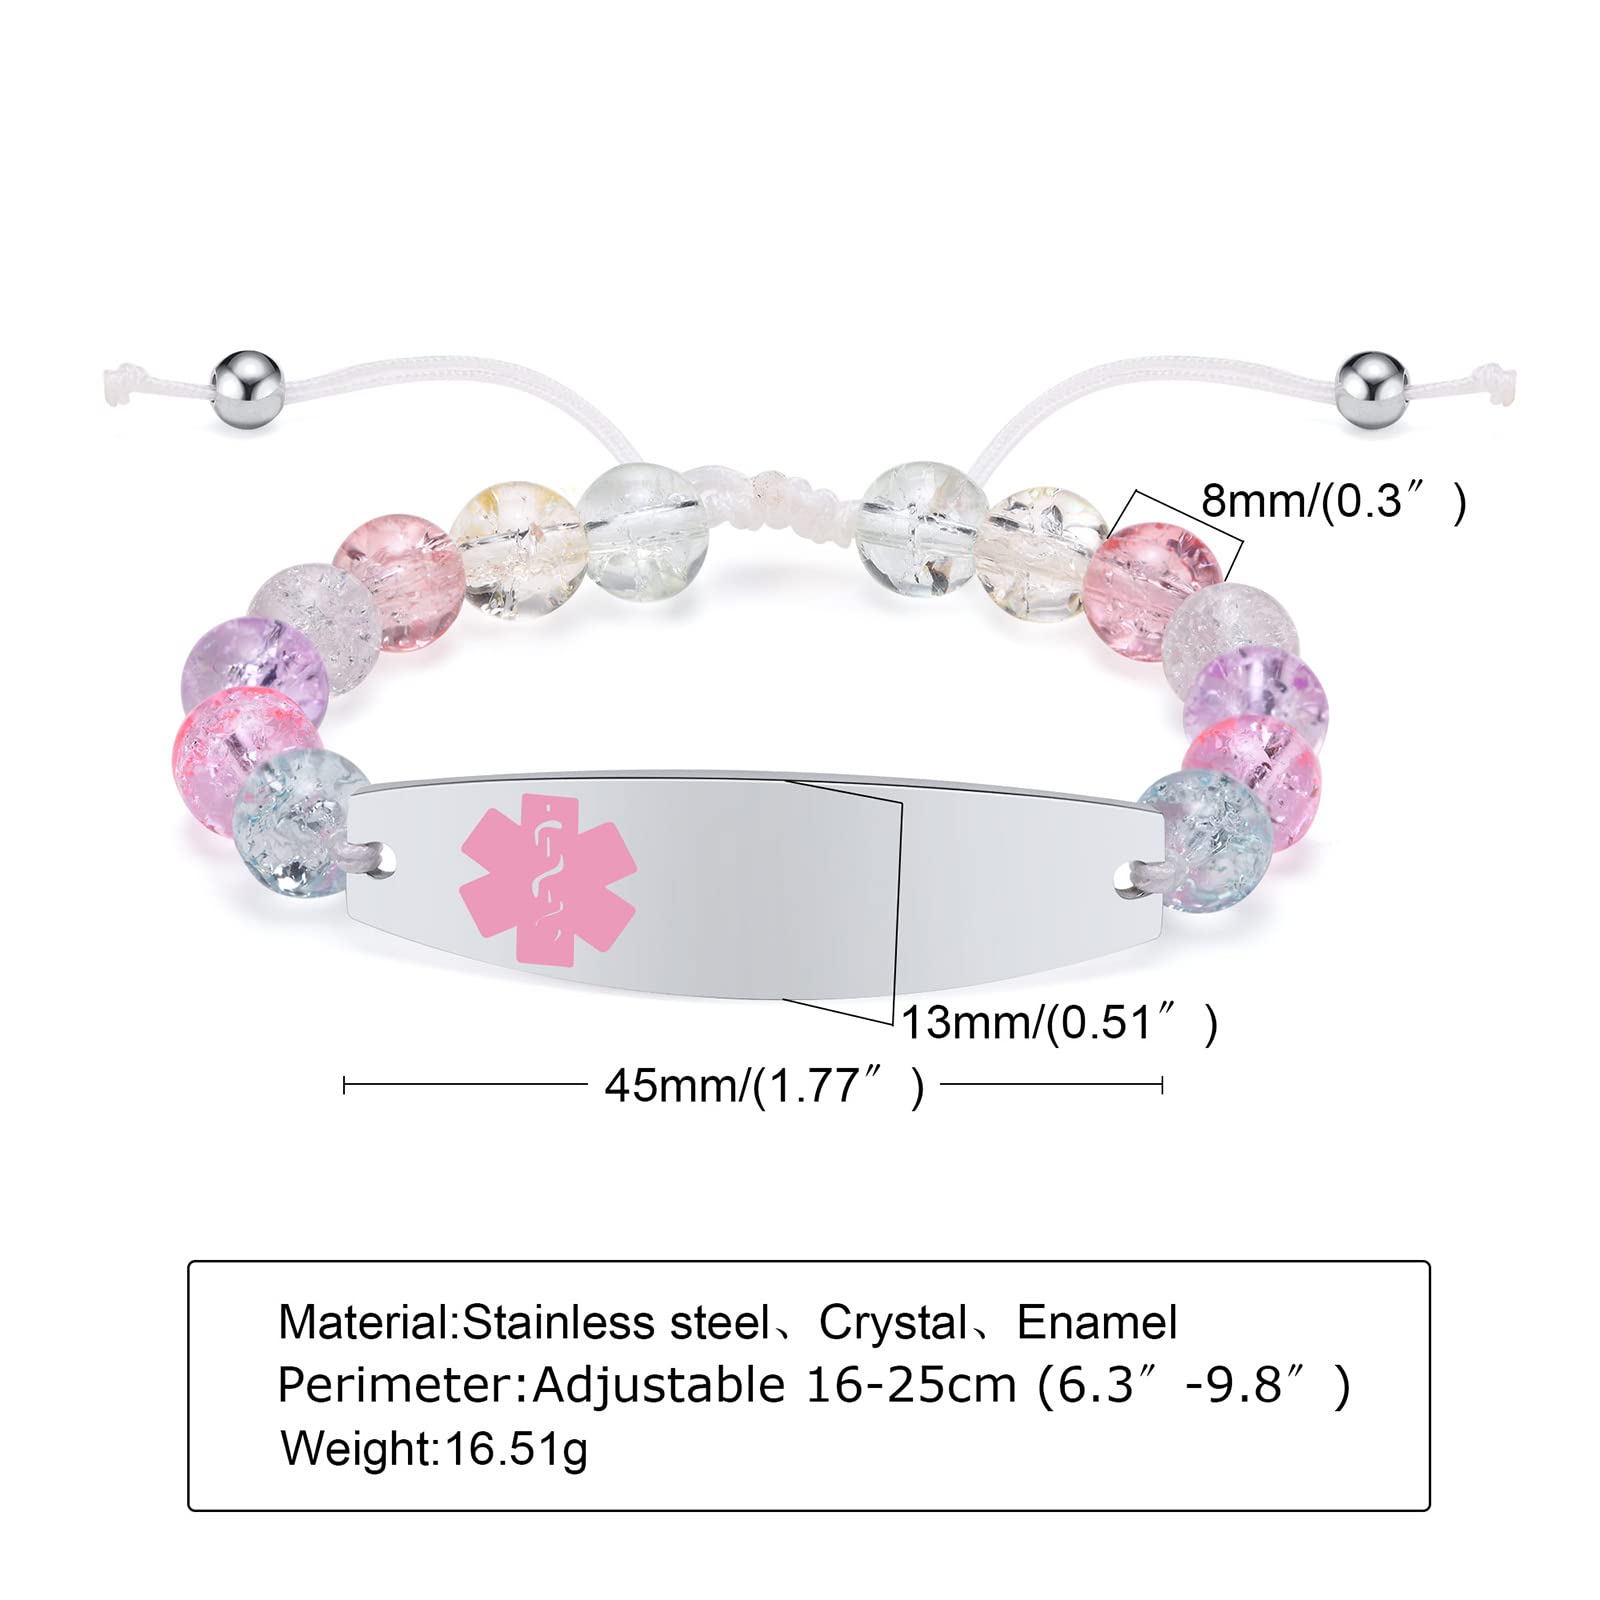 8mm/(0.3″ )
13mm/(0.51″ )
45mm/(1.77″ )
Material:Stainless steel、Crystal、Enamel
Perimeter:Adjustable 16-25cm (6.3″ -9.8″ )
Weight:16.51g